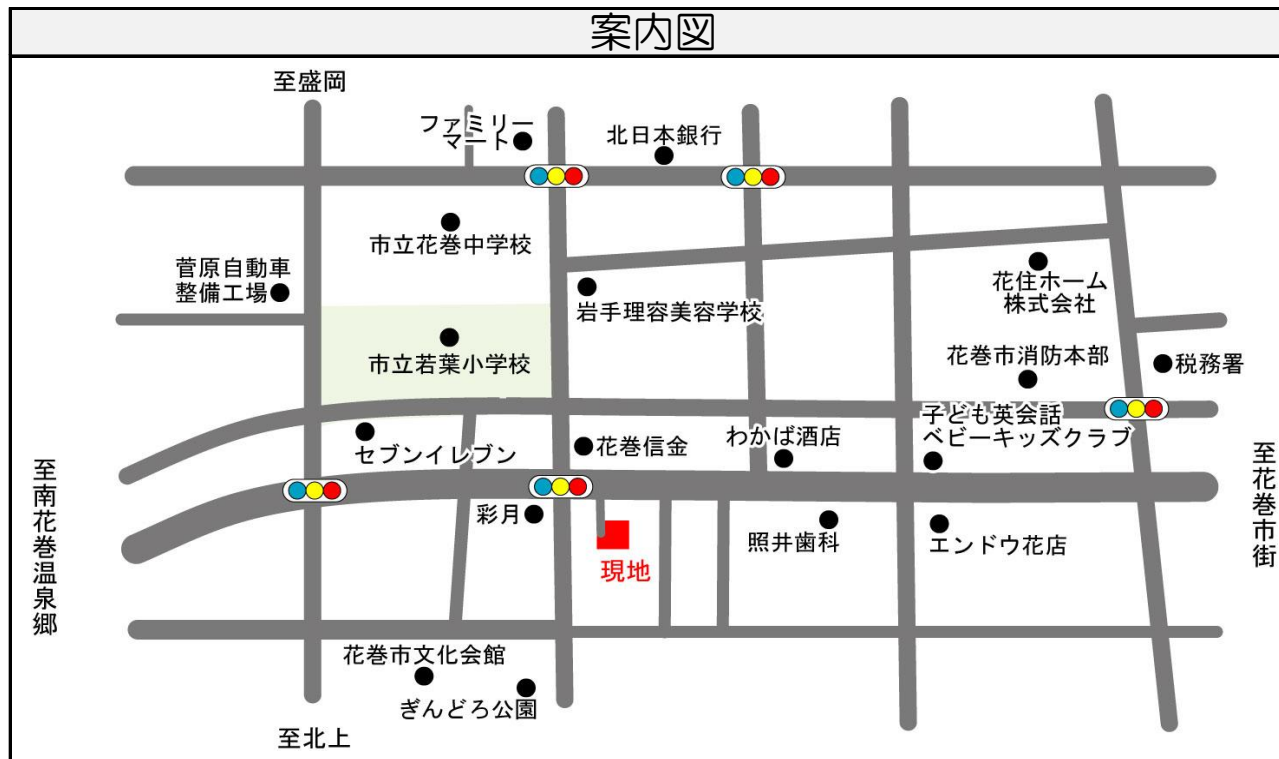 案内図
至盛岡
ファミリー
マート
北日本銀行
市立花巻中学校
菅原自動車
整備工場
岩手理容美容学校
花住ホーム
株式会社
市立若葉小学校
花巻市消防本部
税務署
セブンイレブン
花巻信金
わかば酒店
子ども英会話
ベビーキッズクラブ
至南花巻温泉郷
至花巻市街
彩月
現地
照井歯科
エンドウ花店
花巻市文化会館
ぎんどろ公園
至北上